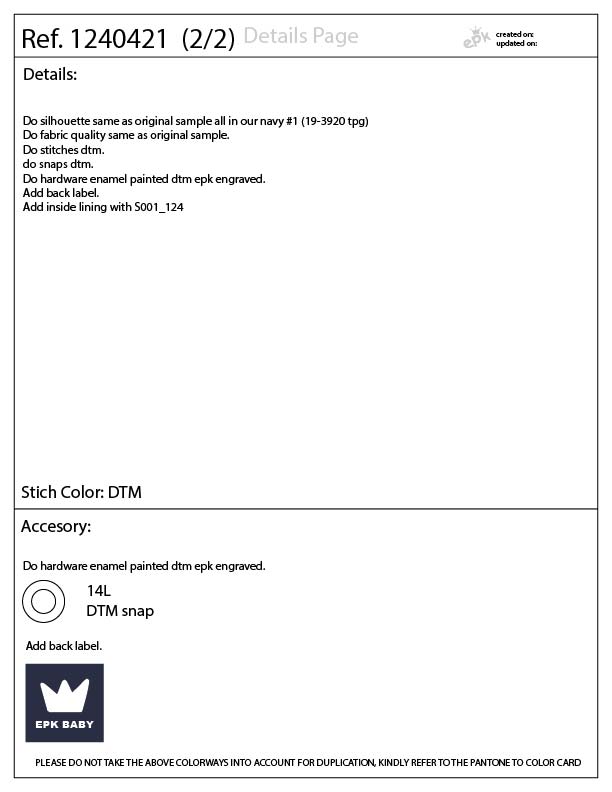 Ref. 1240421 (2/2) Details Page
epk
created on:
updated on:
Details:
Do silhouette same as original sample all in our navy #1 (19-3920 tpg)
Do fabric quality same as original sample.
Do stitches dtm.
do snaps dtm.
Do hardware enamel painted dtm epk engraved.
Add back label.
Add inside lining with S001_124
Stich Color: DTM
Accesory:
Do hardware enamel painted dtm epk engraved.
14L
DTM snap
Add back label.
EPK BABY
PLEASE DO NOT TAKE THE ABOVE COLORWAYS INTO ACCOUNT FOR DUPLICATION, KINDLY REFER TO THE PANTONE TO COLOR CARD